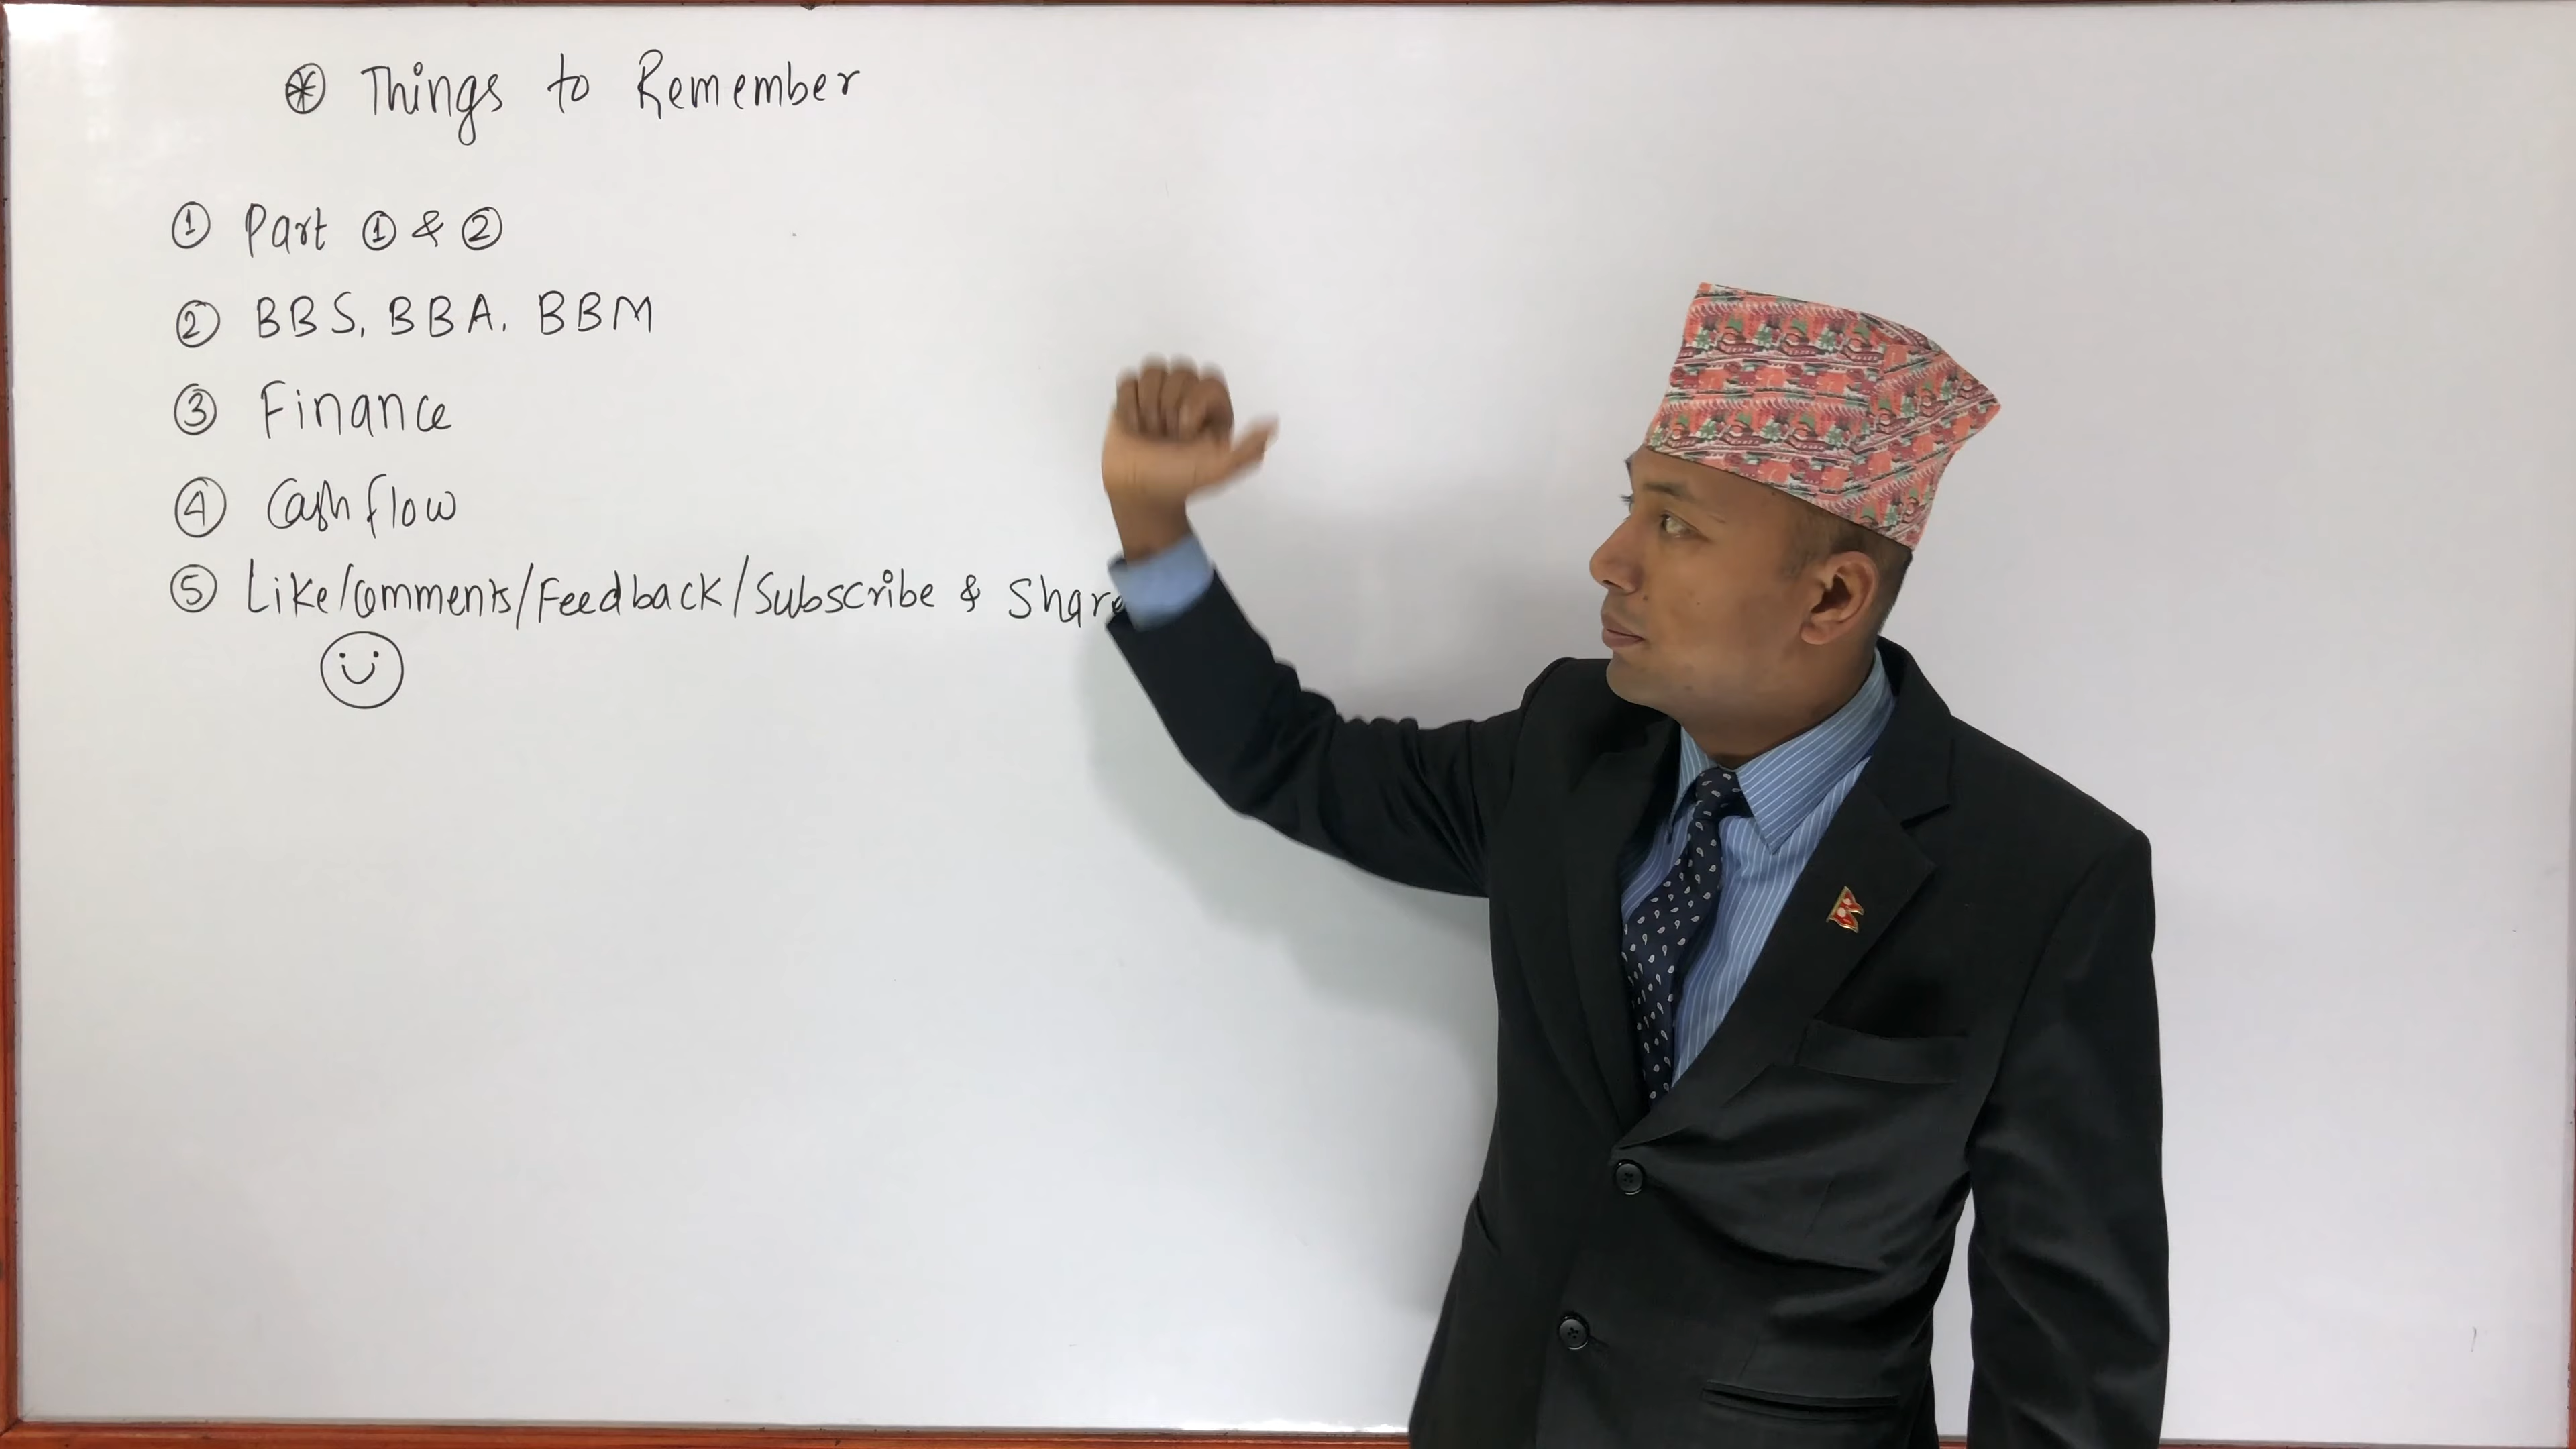 ⊛ Things to Remember
① Part ① & ②
② BBS, BBA, BBM
③ Finance
④ Cash flow
⑤ Like/Comments/Feedback/Subscribe & Share